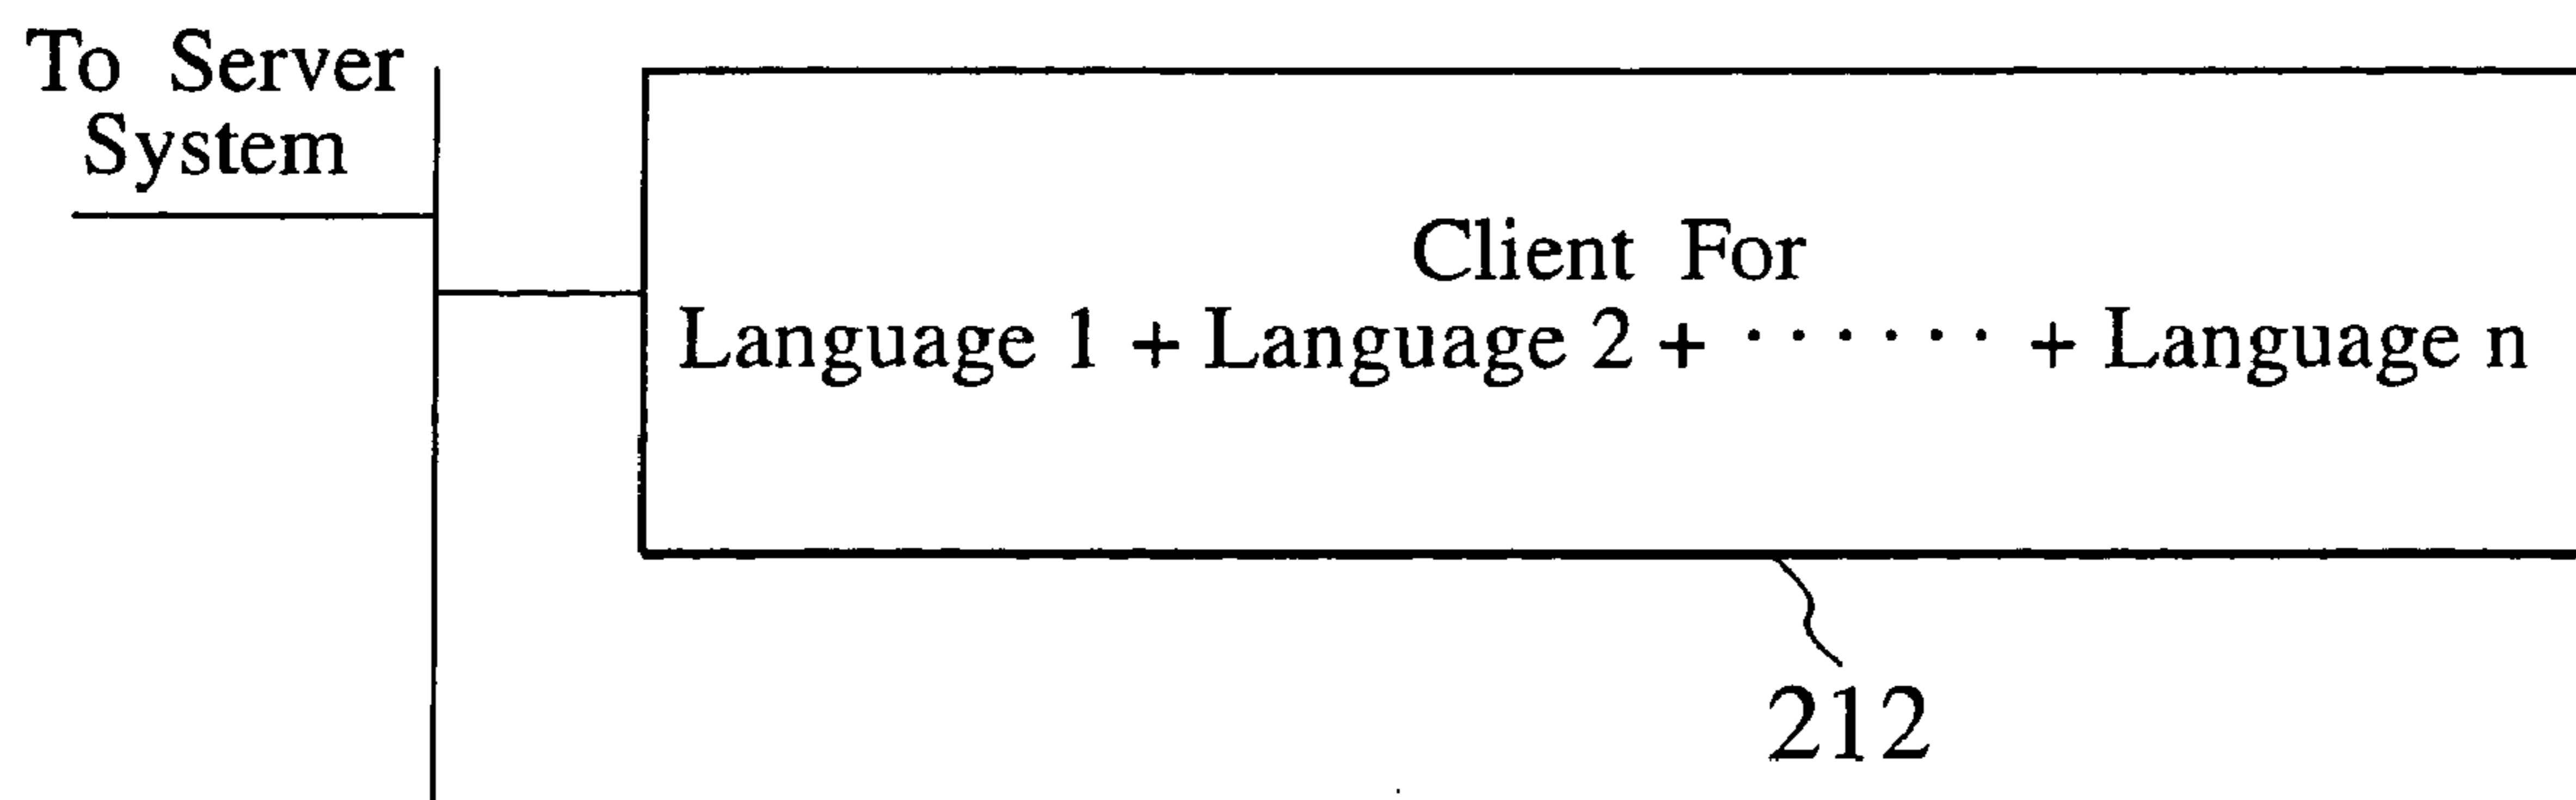 To Server
System
Client For
Language 1 + Language 2 + · · · · · · + Language n
212